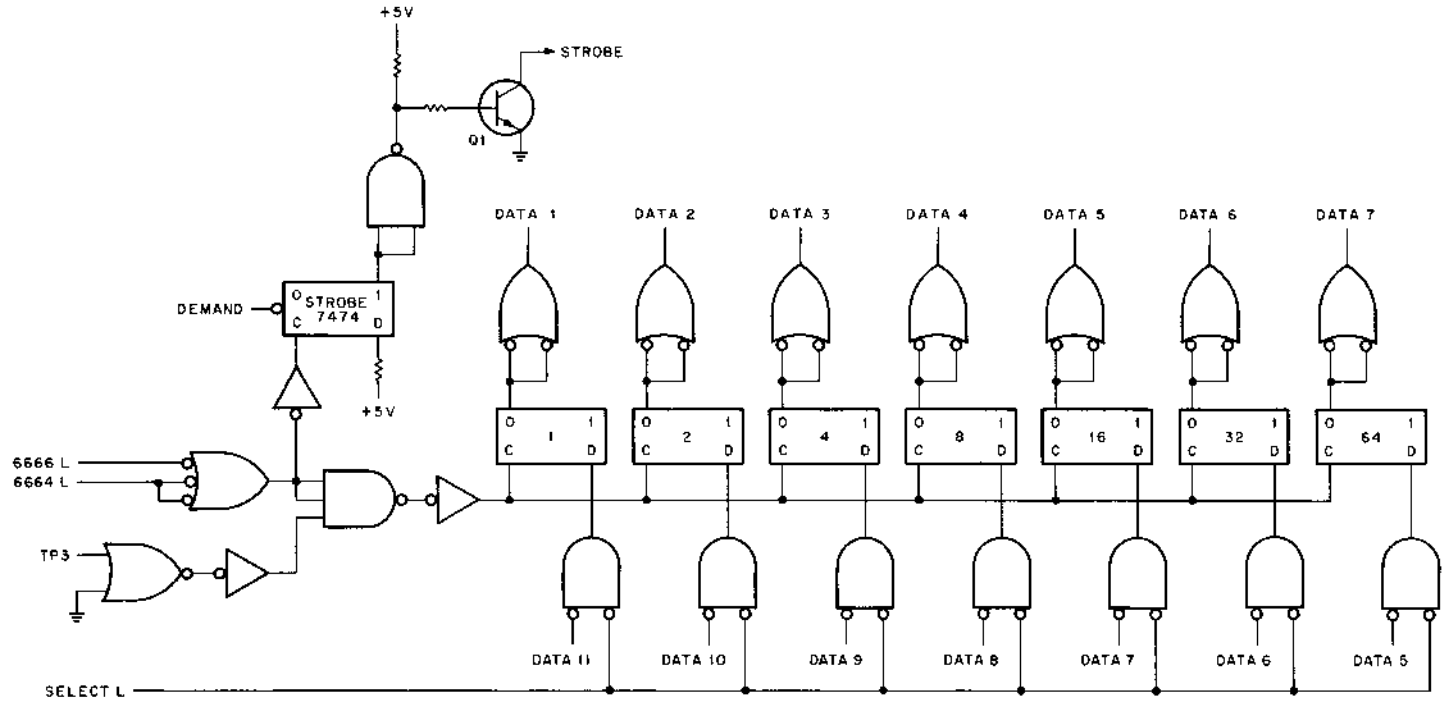 +5V
STROBE
Q1
DATA 1 DATA 2 DATA 3 DATA 4 DATA 5 DATA 6 DATA 7
0 STROBE 1
DEMAND
7474
C D
+5V
0 1 0 1 0 1 0 1 0 1 0 1 0 1
1 2 4 8 16 32 64
C D C D C D C D C D C D C D
6666 L
6664 L
TP3
DATA 11 DATA 10 DATA 9 DATA 8 DATA 7 DATA 6 DATA 5
SELECT L